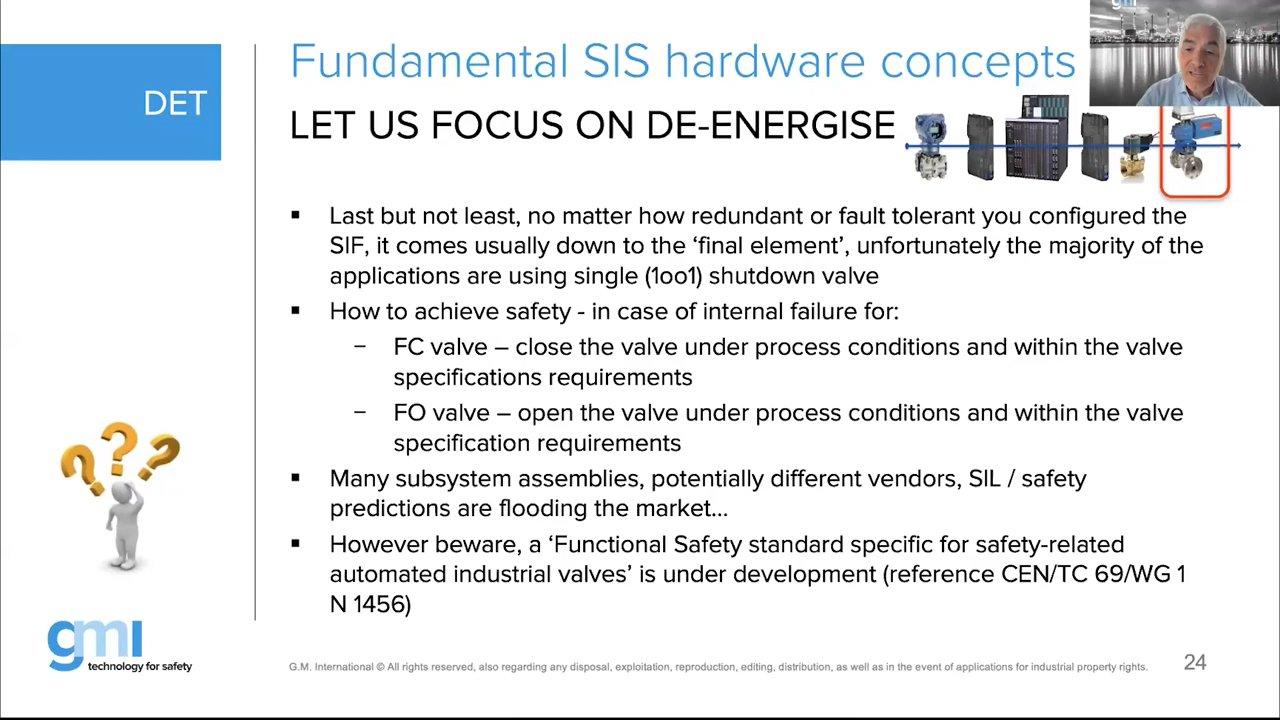 gmi
Fundamental SIS hardware concepts
DET
LET US FOCUS ON DE-ENERGISE
▪ Last but not least, no matter how redundant or fault tolerant you configured the
SIF, it comes usually down to the ‘final element’, unfortunately the majority of the
applications are using single (1oo1) shutdown valve
▪ How to achieve safety - in case of internal failure for:
– FC valve – close the valve under process conditions and within the valve
specifications requirements
– FO valve – open the valve under process conditions and within the valve
specification requirements
▪ Many subsystem assemblies, potentially different vendors, SIL / safety
predictions are flooding the market...
▪ However beware, a ‘Functional Safety standard specific for safety-related
automated industrial valves’ is under development (reference CEN/TC 69/WG 1
N 1456)
???
gmi
technology for safety
G.M. International © All rights reserved, also regarding any disposal, exploitation, reproduction, editing, distribution, as well as in the event of applications for industrial property rights.
24